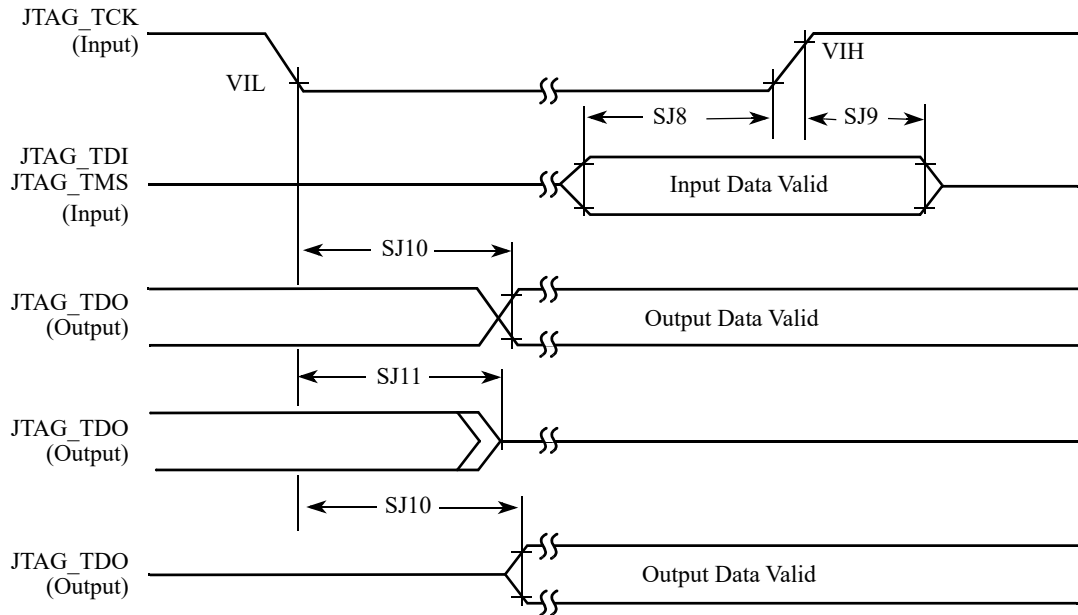 JTAG_TCK
(Input)
VIL
VIH
SJ8
SJ9
JTAG_TDI
JTAG_TMS
(Input)
Input Data Valid
SJ10
JTAG_TDO
(Output)
Output Data Valid
SJ11
JTAG_TDO
(Output)
SJ10
JTAG_TDO
(Output)
Output Data Valid